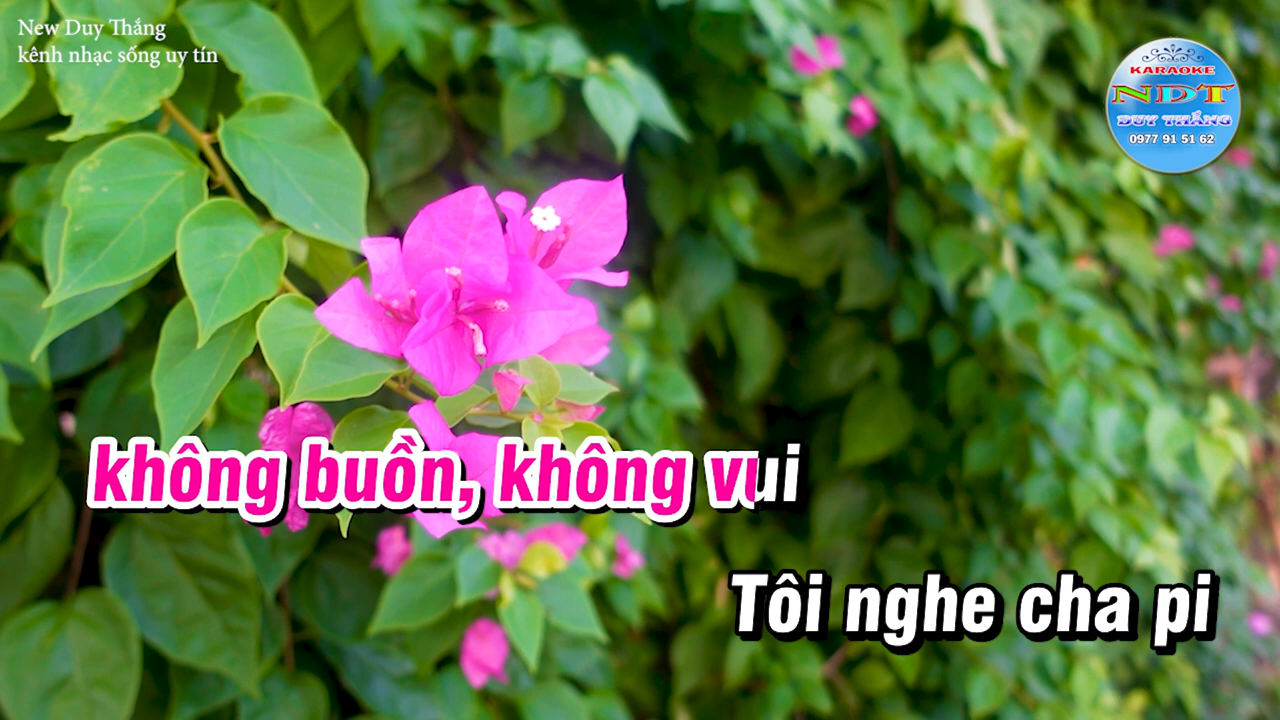 New Duy Thắng
kênh nhạc sống uy tín
KARAOKE
NDT
DUY THẮNG
0977 91 51 62
không buồn, không vui
Tôi nghe cha pi